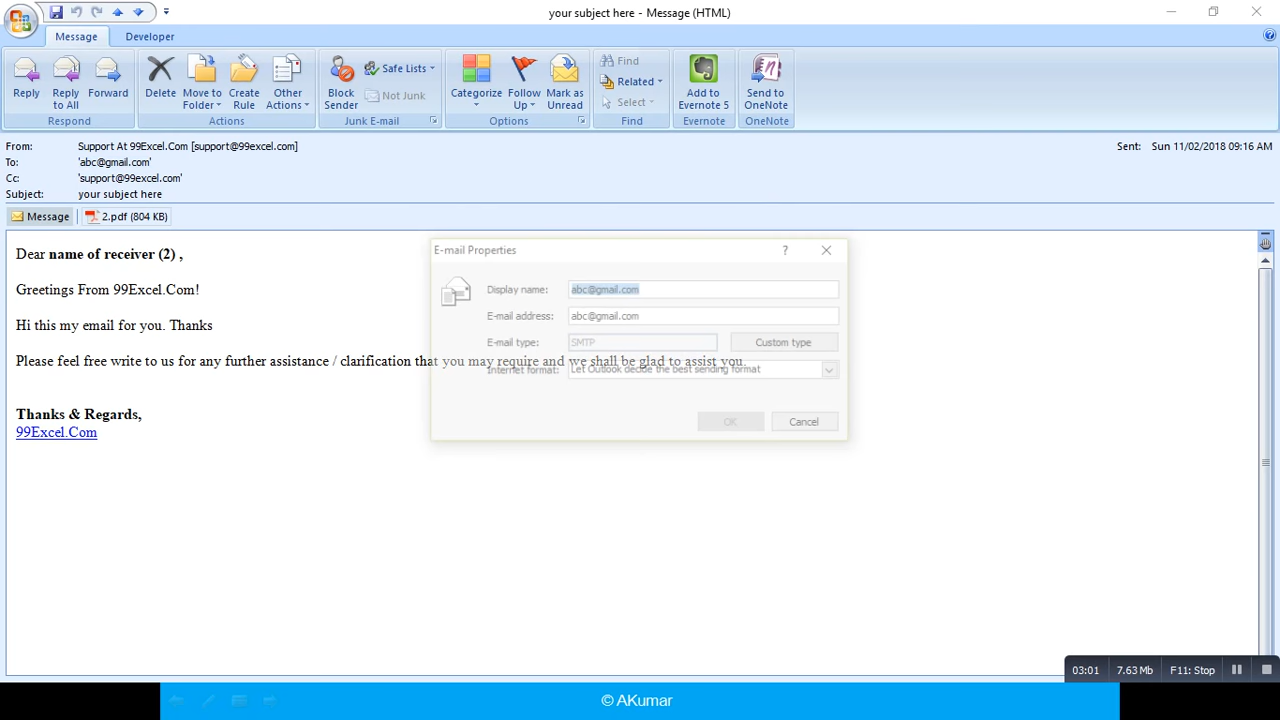 your subject here - Message (HTML)
Message Developer
Reply
Reply to All
Forward
Respond
Delete
Move to Folder
Create Rule
Other Actions
Actions
Block Sender
Safe Lists
Not Junk
Junk E-mail
Categorize
Follow Up
Mark as Unread
Options
Find
Related
Select
Find
Add to Evernote 5
Evernote
Send to OneNote
OneNote
From: Support At 99Excel.Com [support@99excel.com] Sent: Sun 11/02/2018 09:16 AM
To: 'abc@gmail.com'
Cc: 'support@99excel.com'
Subject: your subject here
Message 2.pdf (804 KB)
Dear name of receiver (2) ,
Greetings From 99Excel.Com!
Hi this my email for you. Thanks
Please feel free write to us for any further assistance / clarification that you may require and we shall be glad to assist you.
Thanks & Regards,
99Excel.Com
E-mail Properties ?
Display name: abc@gmail.com
E-mail address: abc@gmail.com
E-mail type: SMTP Custom type
Internet format: Let Outlook decide the best sending format
OK Cancel
03:01 7.63 Mb F11: Stop
© AKumar